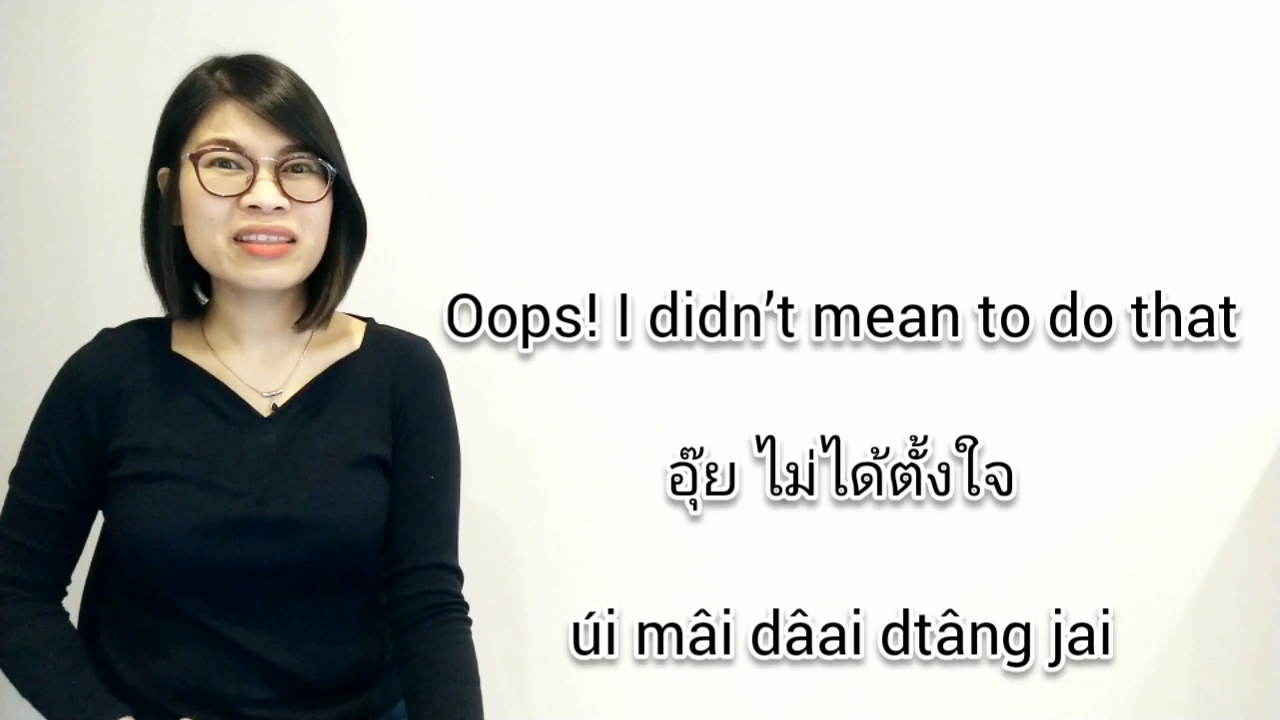 Oops! I didn’t mean to do that
อุ๊ย ไม่ได้ตั้งใจ
úi mâi dâai dtâng jai